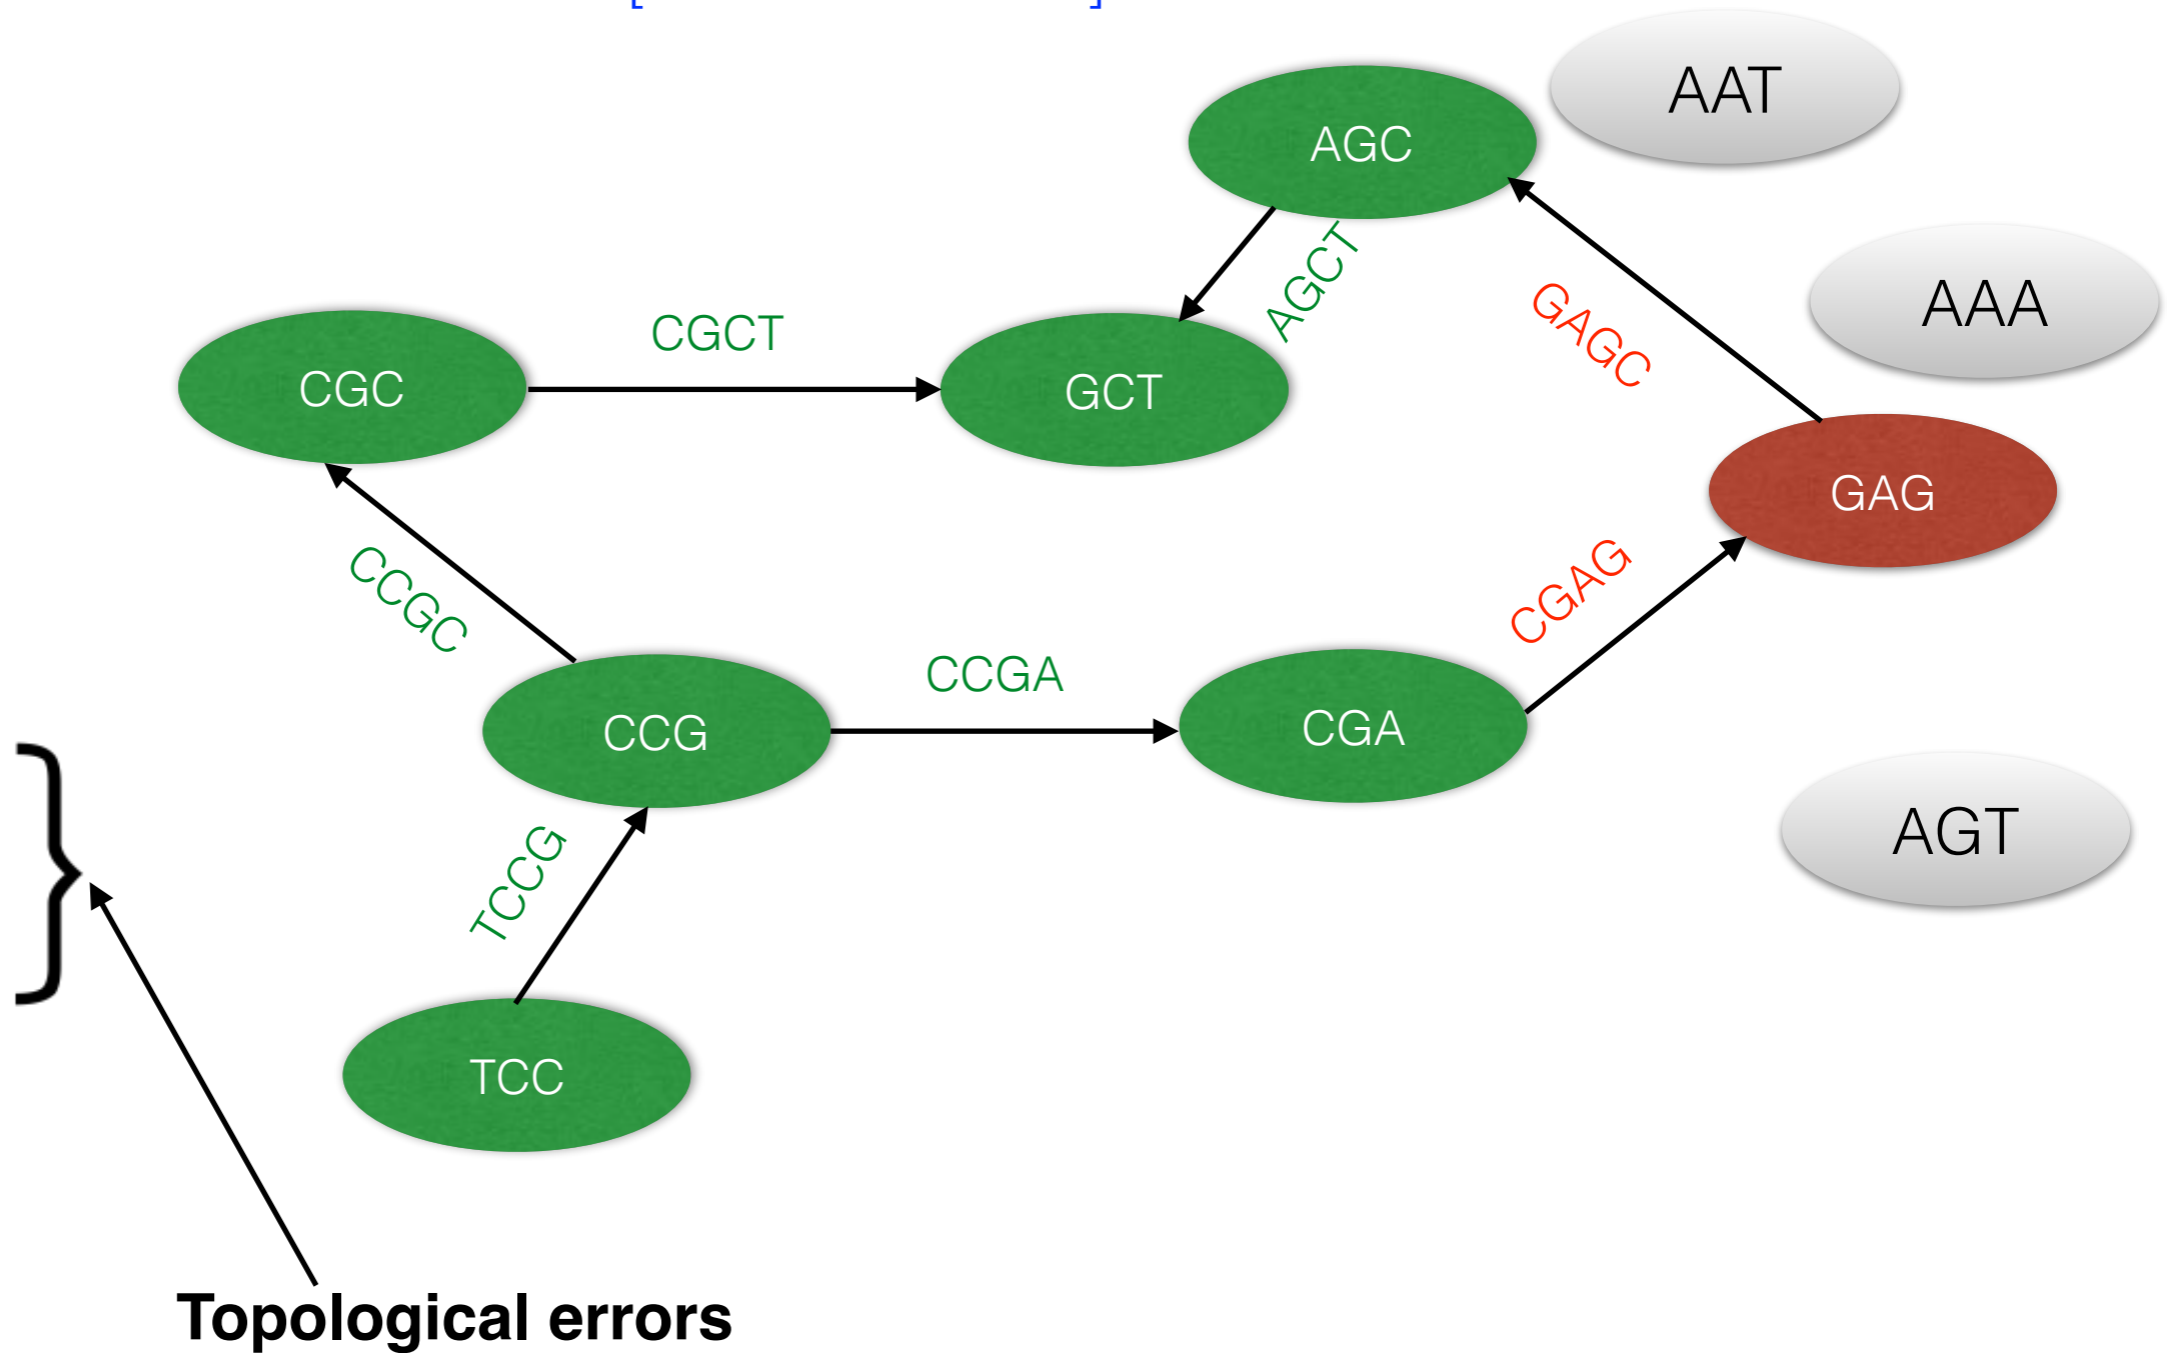 [ ]
AAT
AGC
AGCT
GAGC
AAA
CGCT
CGC
GCT
GAG
CCGC
CGAG
CCGA
CCG
CGA
TCCG
AGT
}
TCC
Topological errors